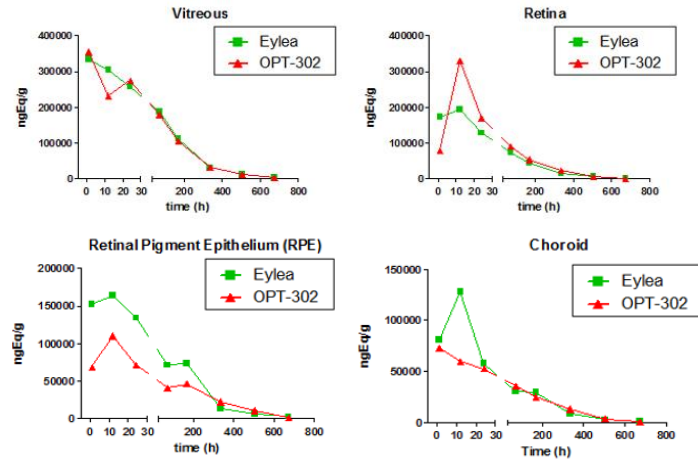 Vitreous
Eylea
OPT-302
ngEq/g
400000
300000
200000
100000
0
0 10 20 30 200 400 600 800
time (h)
Retina
Eylea
OPT-302
ngEq/g
400000
300000
200000
100000
0
0 10 20 30 200 400 600 800
time (h)
Retinal Pigment Epithelium (RPE)
Eylea
OPT-302
ngEq/g
200000
150000
100000
50000
0
0 10 20 30 200 400 600 800
time (h)
Choroid
Eylea
OPT-302
ngEq/g
150000
100000
50000
0
0 10 20 30 200 400 600 800
Time (h)